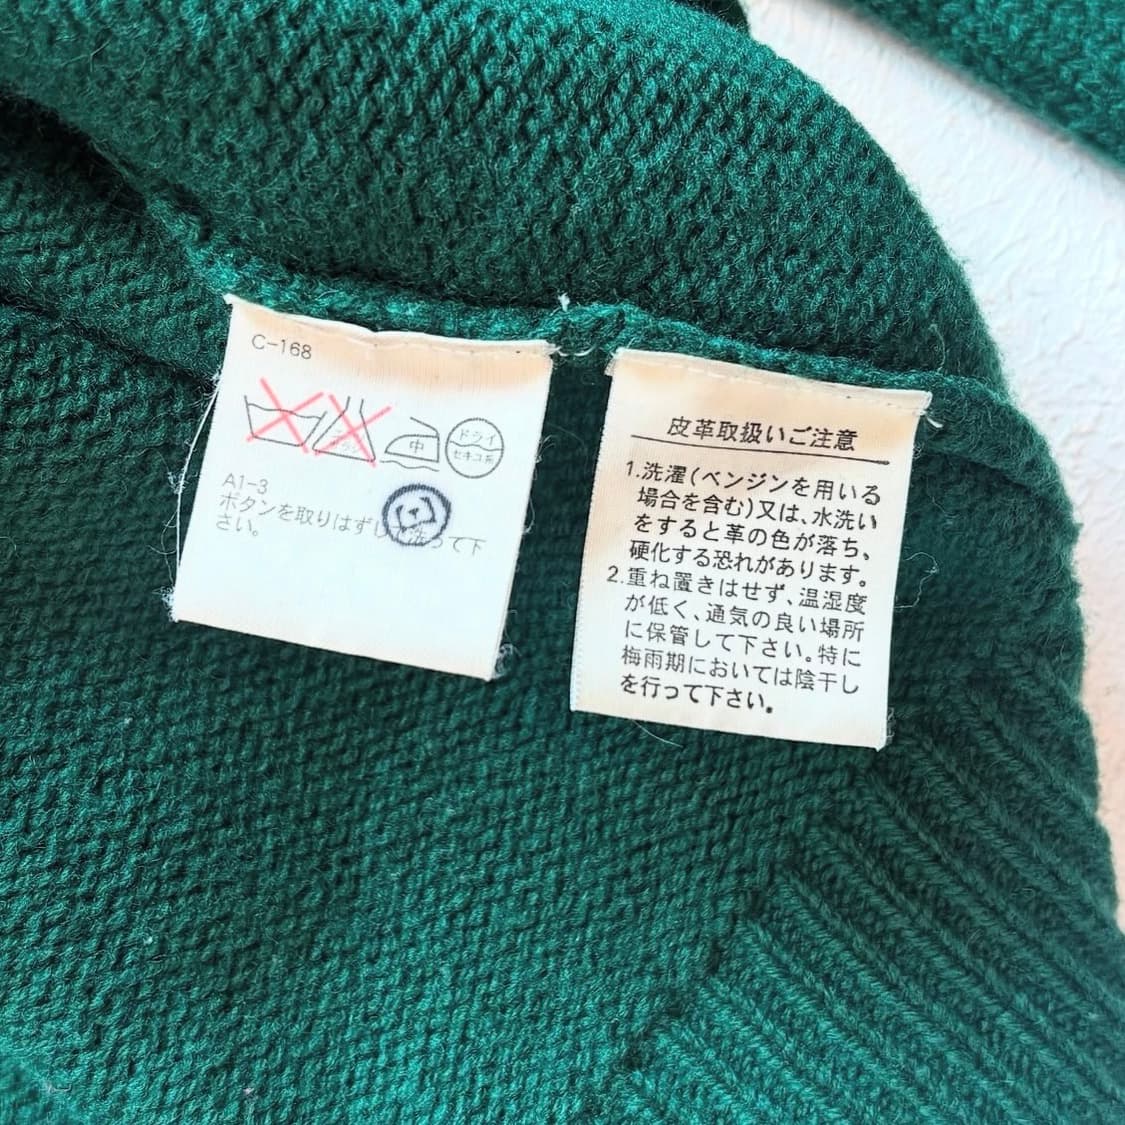 C-168
中
ドライ
セキユ系
A1-3
ボタンを取りはずして洗って下
さい。
皮革取扱いご注意
1.洗濯(ベンジンを用いる
場合を含む)又は、水洗い
をすると革の色が落ち、
硬化する恐れがあります。
2.重ね置きはせず、温湿度
が低く、通気の良い場所
に保管して下さい。特に
梅雨期においては陰干し
を行って下さい。